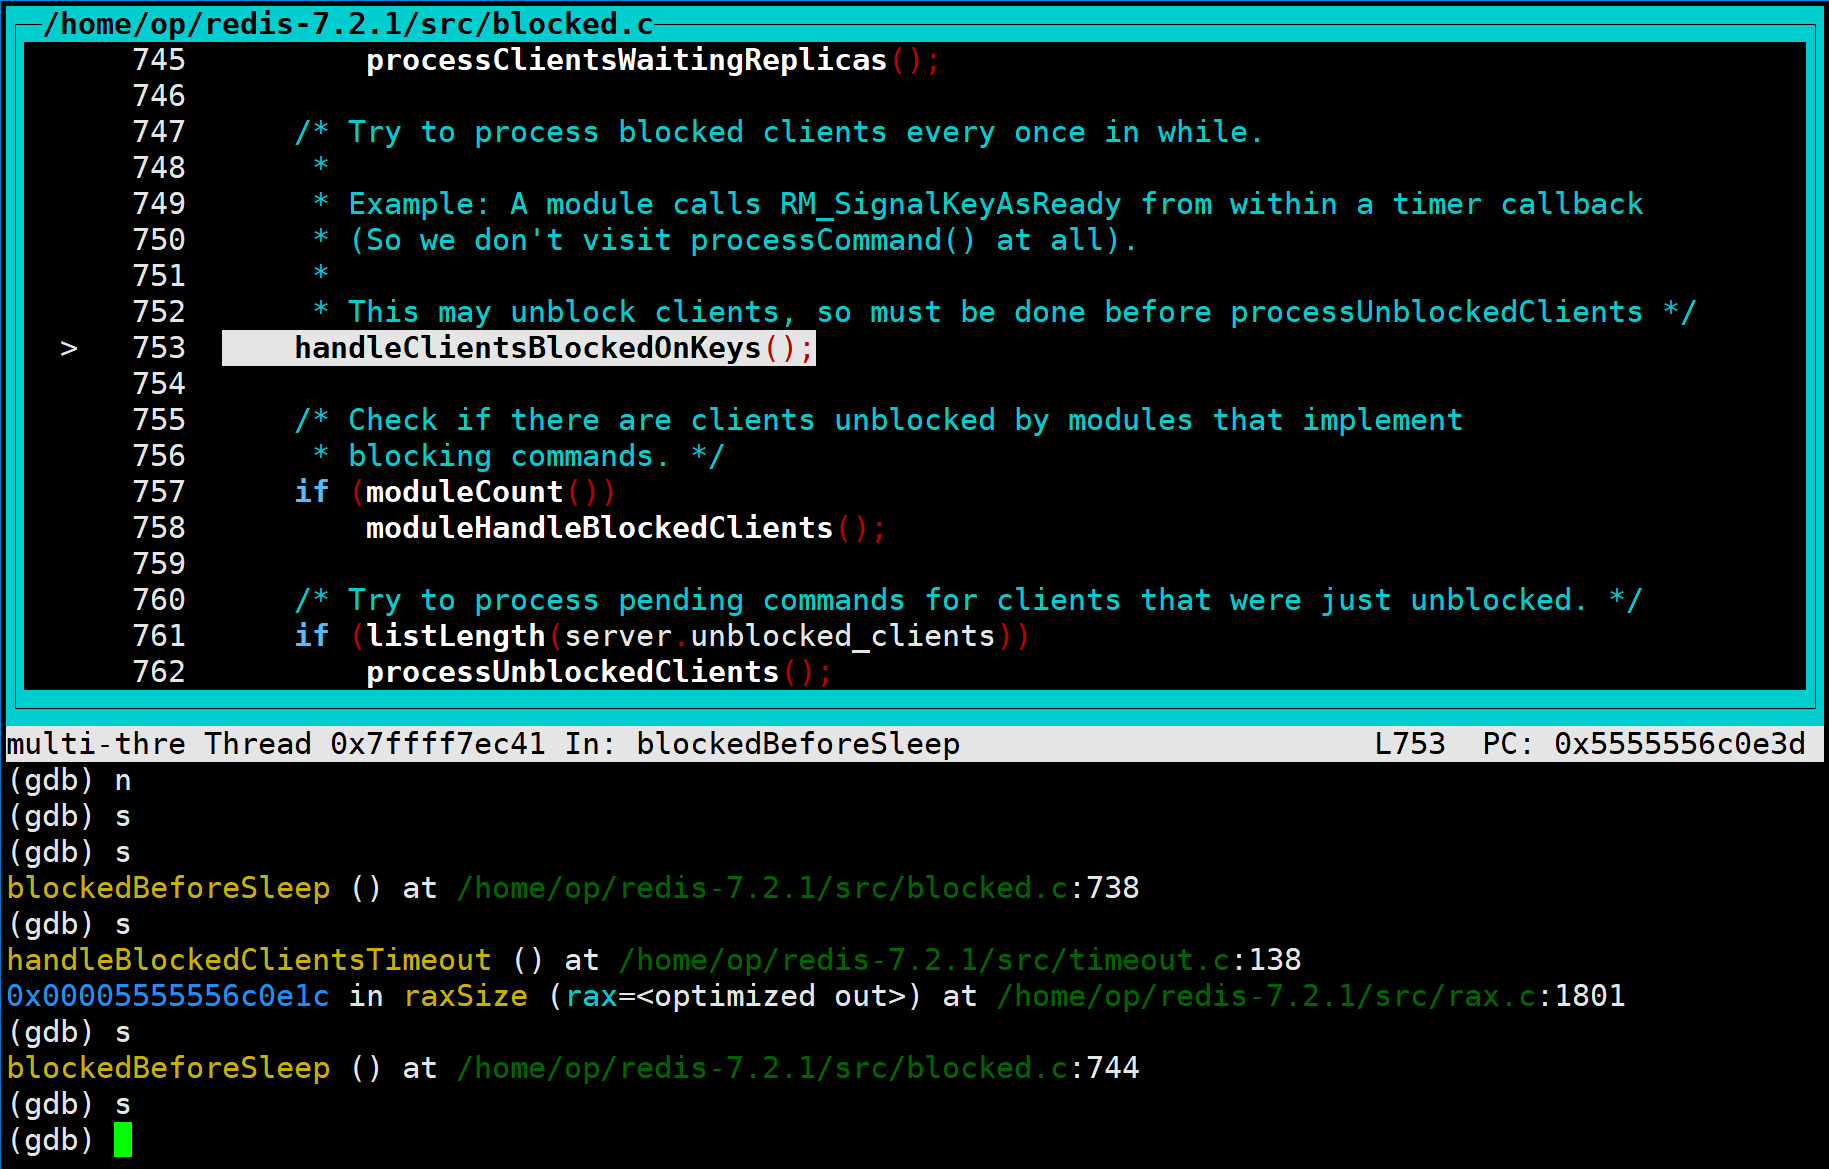 /home/op/redis-7.2.1/src/blocked.c
745          processClientsWaitingReplicas();
746
747      /* Try to process blocked clients every once in while.
748       *
749       * Example: A module calls RM_SignalKeyAsReady from within a timer callback
750       * (So we don't visit processCommand() at all).
751       *
752       * This may unblock clients, so must be done before processUnblockedClients */
> 753      handleClientsBlockedOnKeys();
754
755      /* Check if there are clients unblocked by modules that implement
756       * blocking commands. */
757      if (moduleCount())
758          moduleHandleBlockedClients();
759
760      /* Try to process pending commands for clients that were just unblocked. */
761      if (listLength(server.unblocked_clients))
762          processUnblockedClients();
multi-thre Thread 0x7ffff7ec41 In: blockedBeforeSleep L753 PC: 0x5555556c0e3d
(gdb) n
(gdb) s
(gdb) s
blockedBeforeSleep () at /home/op/redis-7.2.1/src/blocked.c:738
(gdb) s
handleBlockedClientsTimeout () at /home/op/redis-7.2.1/src/timeout.c:138
0x00005555556c0e1c in raxSize (rax=<optimized out>) at /home/op/redis-7.2.1/src/rax.c:1801
(gdb) s
blockedBeforeSleep () at /home/op/redis-7.2.1/src/blocked.c:744
(gdb) s
(gdb)